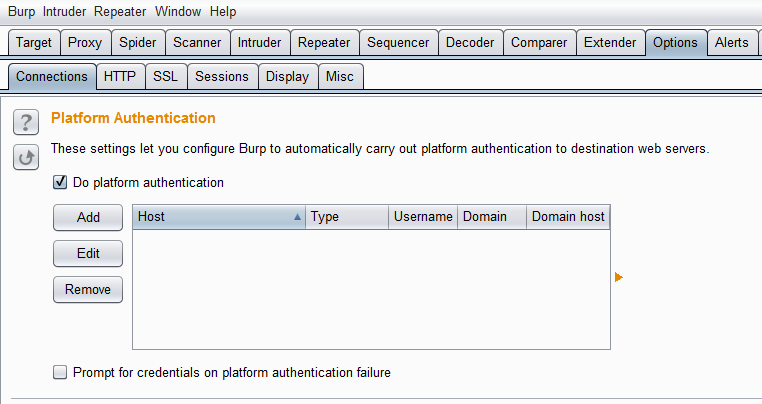 Burp Intruder Repeater Window Help
Target Proxy Spider Scanner Intruder Repeater Sequencer Decoder Comparer Extender Options Alerts
Connections HTTP SSL Sessions Display Misc
? Platform Authentication
These settings let you configure Burp to automatically carry out platform authentication to destination web servers.
Do platform authentication
Add
Edit
Remove
Host Type Username Domain Domain host
Prompt for credentials on platform authentication failure